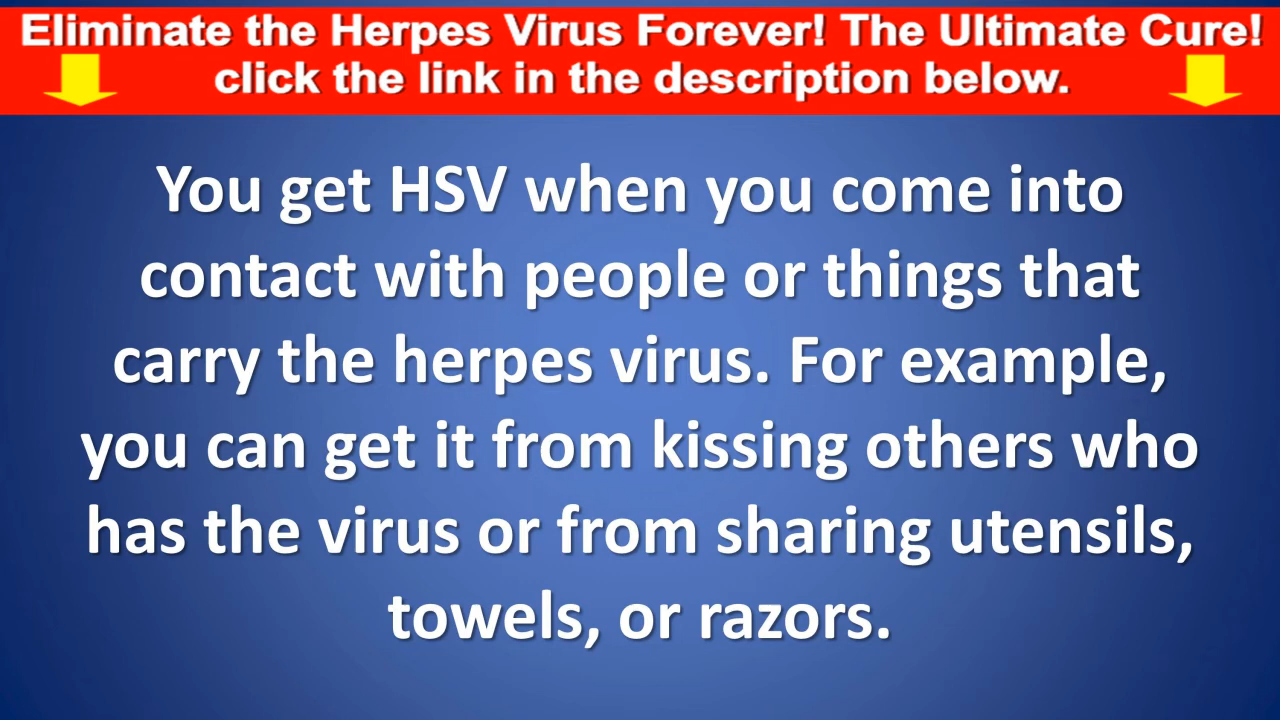 Eliminate the Herpes Virus Forever! The Ultimate Cure!
click the link in the description below.
You get HSV when you come into
contact with people or things that
carry the herpes virus. For example,
you can get it from kissing others who
has the virus or from sharing utensils,
towels, or razors.